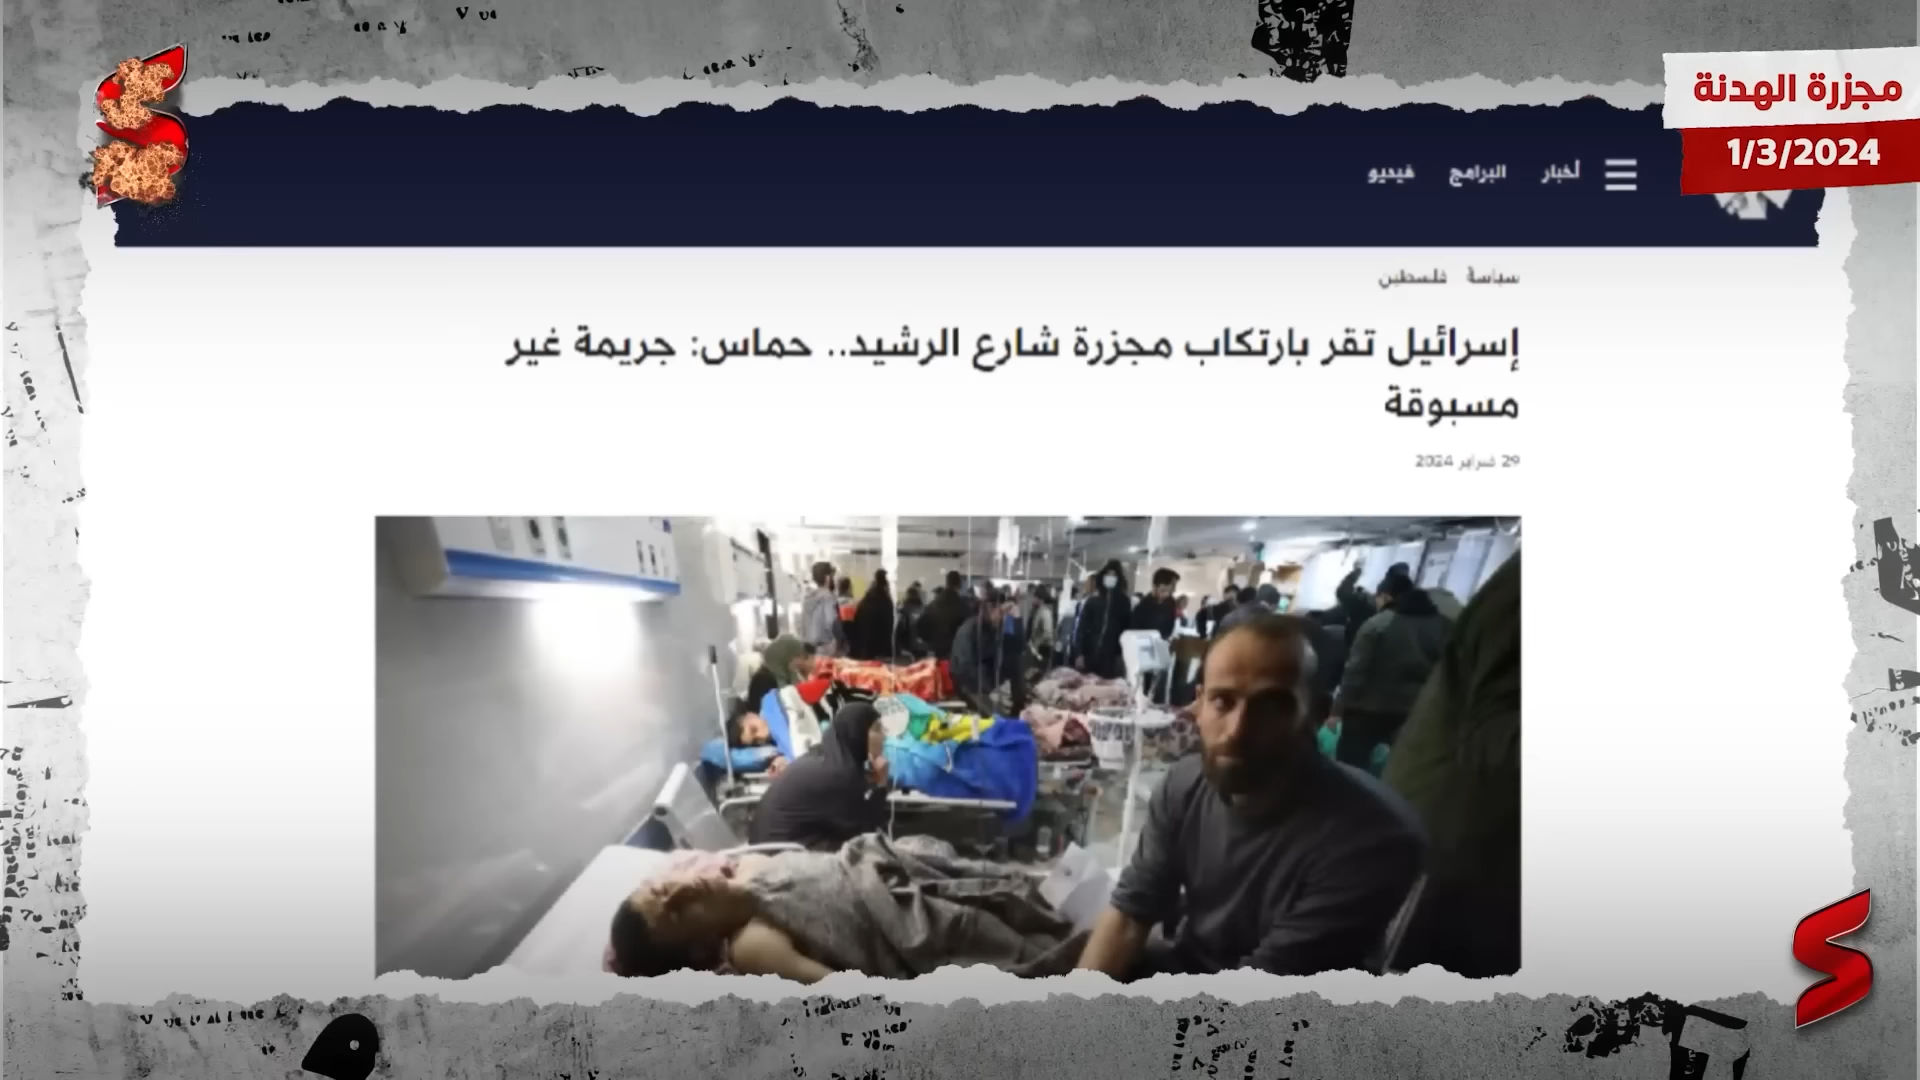 مجزرة الهدنة
1/3/2024
أخبار البرامج فيديو
سياسة فلسطين
إسرائيل تقر بارتكاب مجزرة شارع الرشيد.. حماس: جريمة غير
مسبوقة
29 فبراير 2024